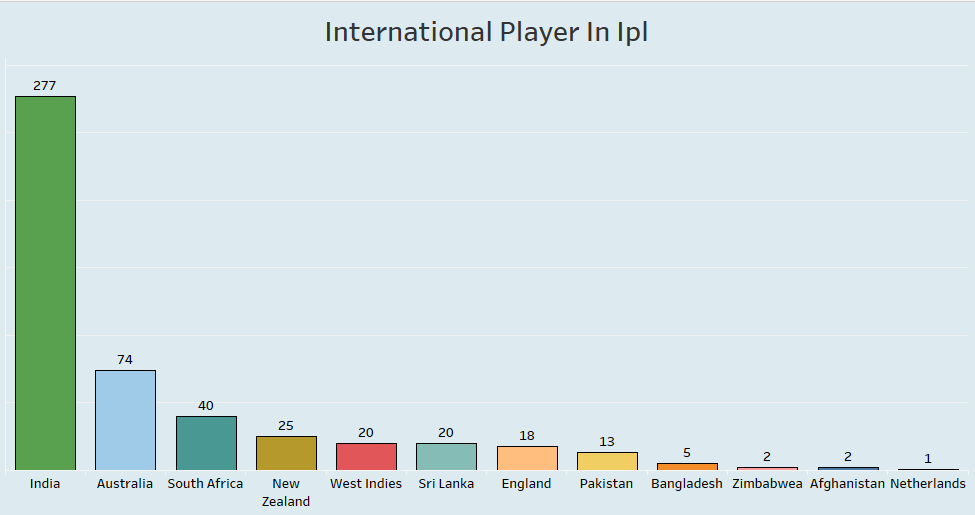 International Player In Ipl
277
74
40
25
20
20
18
13
5
2
2
1
India
Australia
South Africa
New
Zealand
West Indies
Sri Lanka
England
Pakistan
Bangladesh
Zimbabwea
Afghanistan
Netherlands